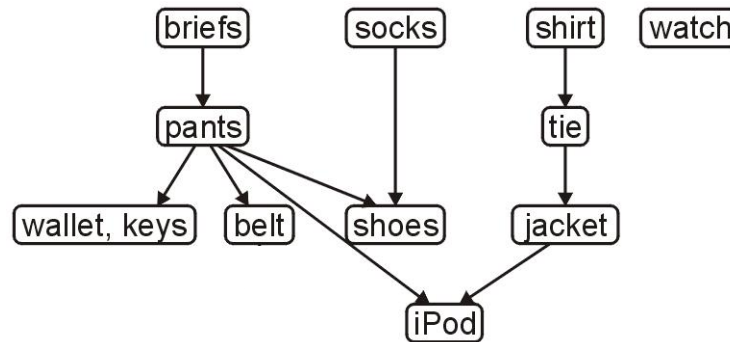 briefs socks shirt watch
pants tie
wallet, keys belt shoes jacket
iPod